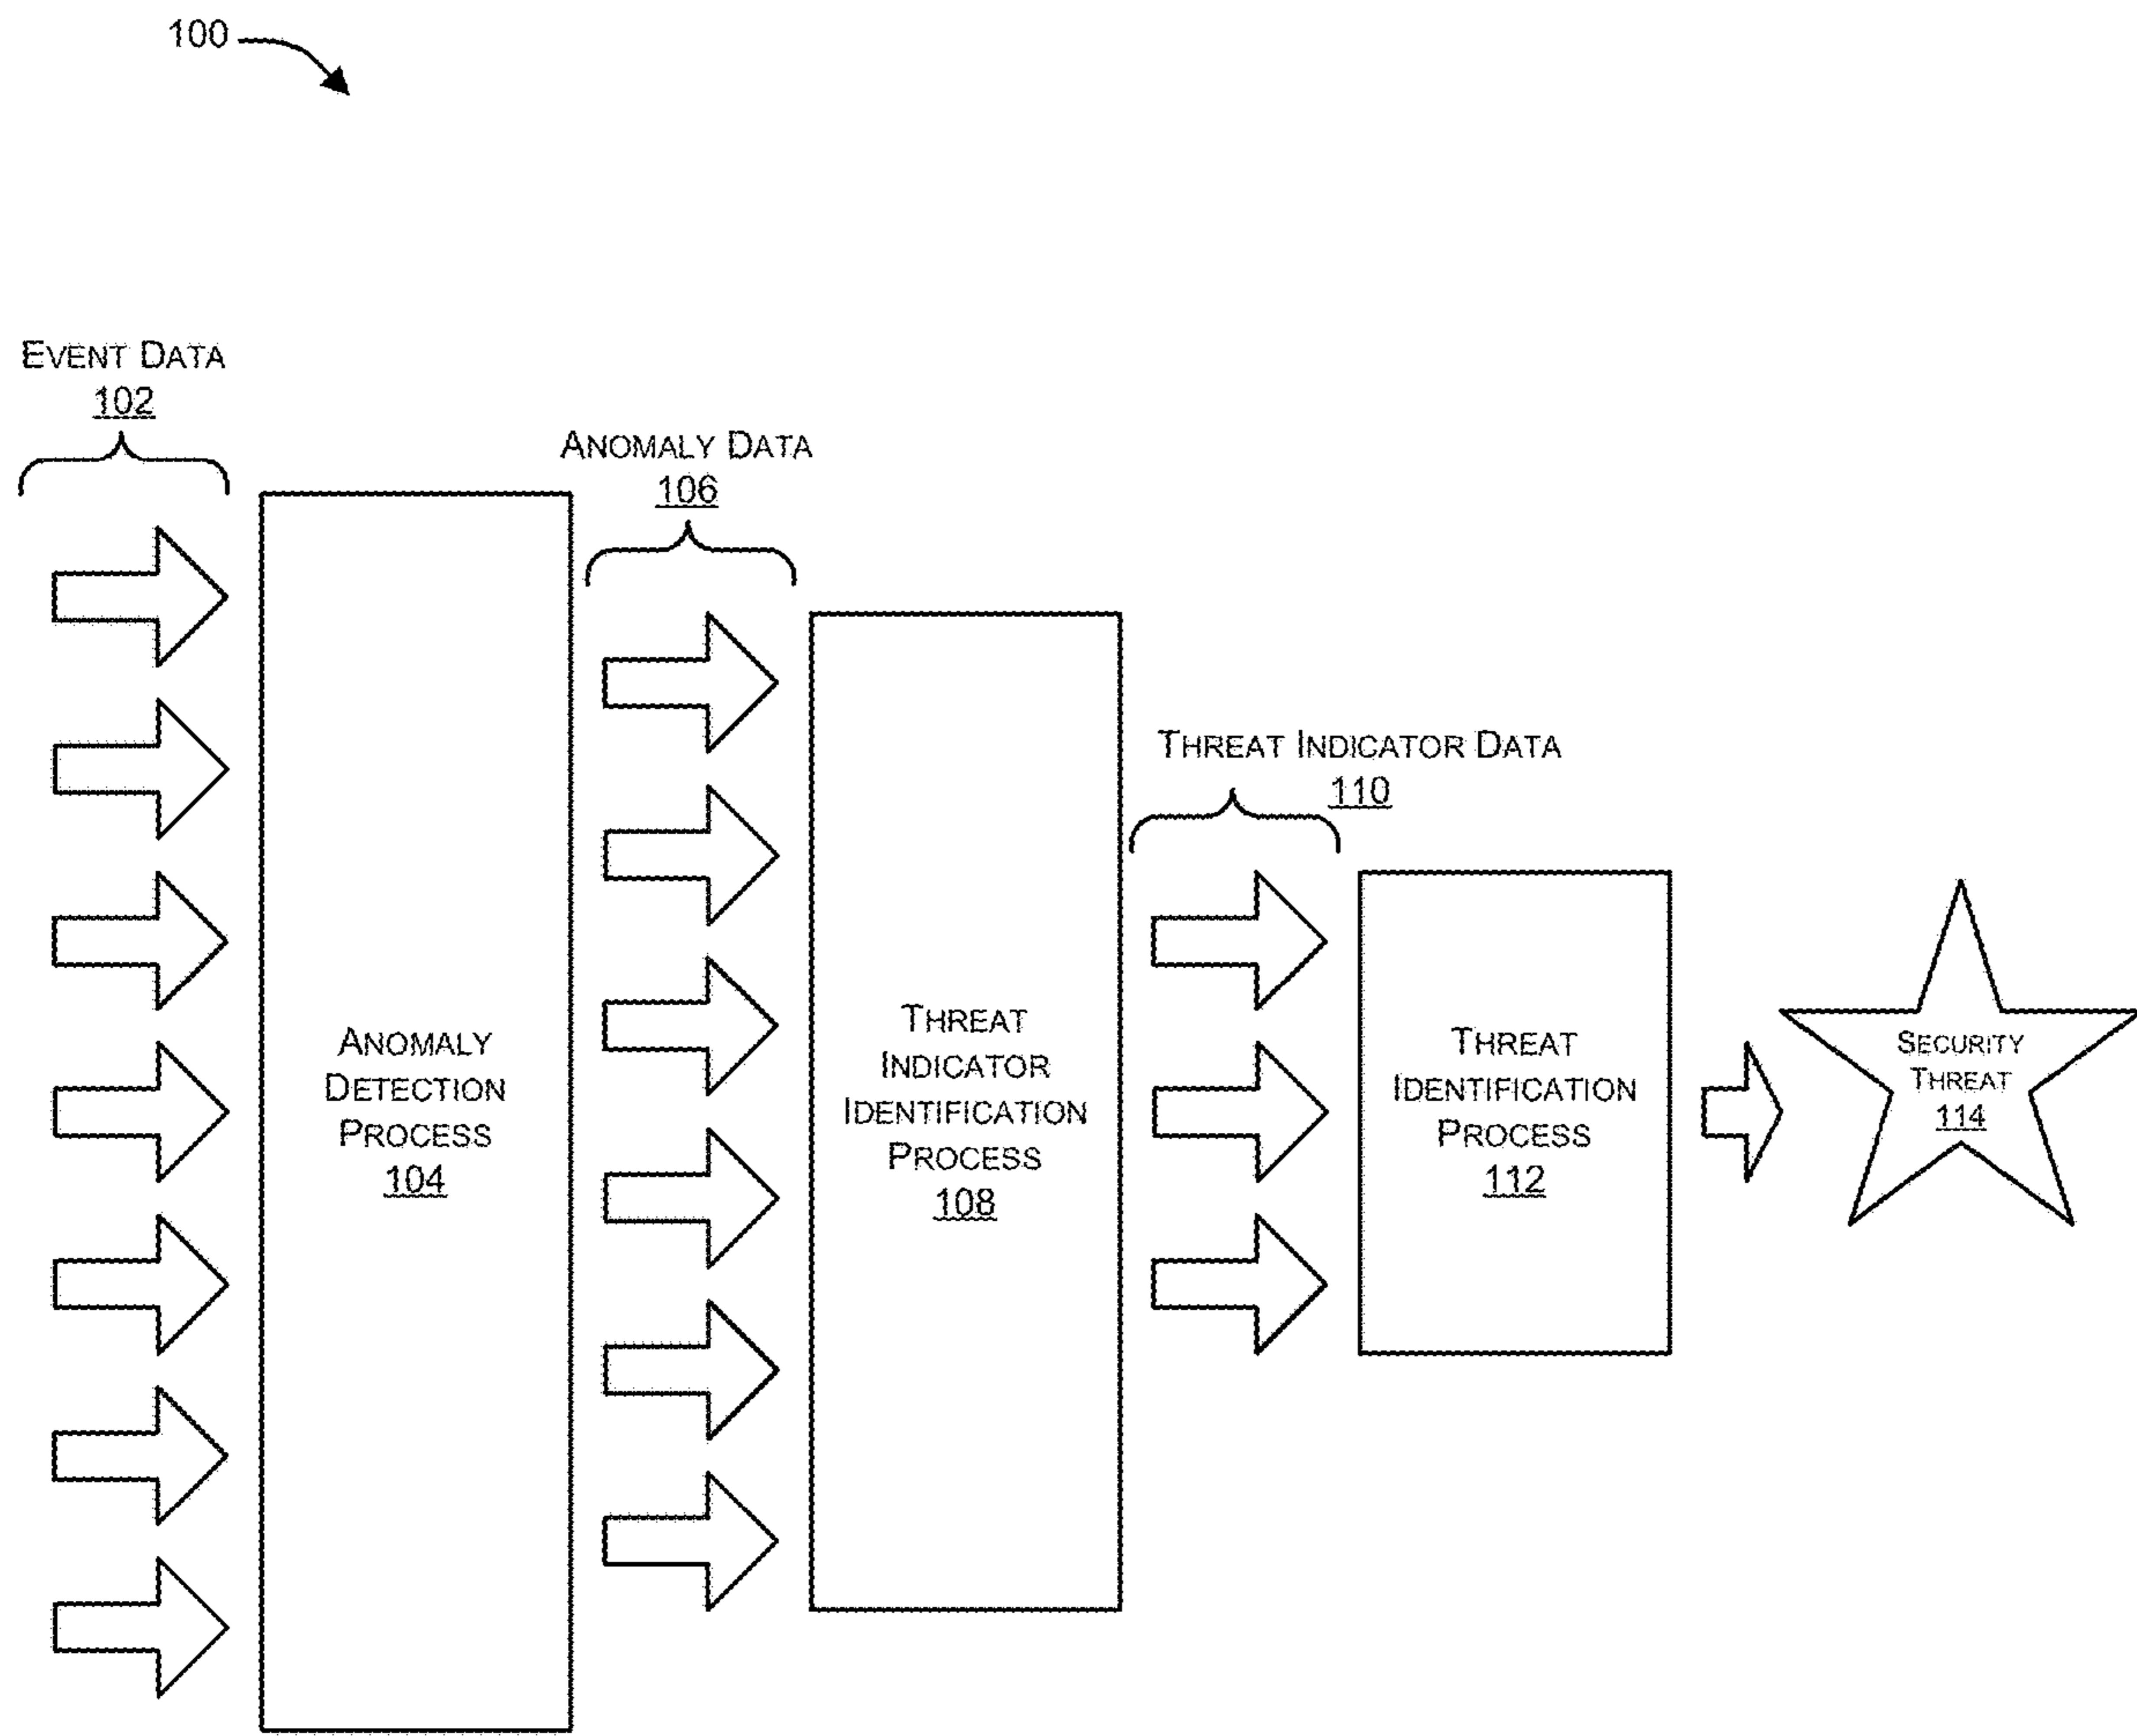 100
EVENT DATA
102
ANOMALY DATA
106
THREAT INDICATOR DATA
110
ANOMALY
DETECTION
PROCESS
104
THREAT
INDICATOR
IDENTIFICATION
PROCESS
108
THREAT
IDENTIFICATION
PROCESS
112
SECURITY
THREAT
114